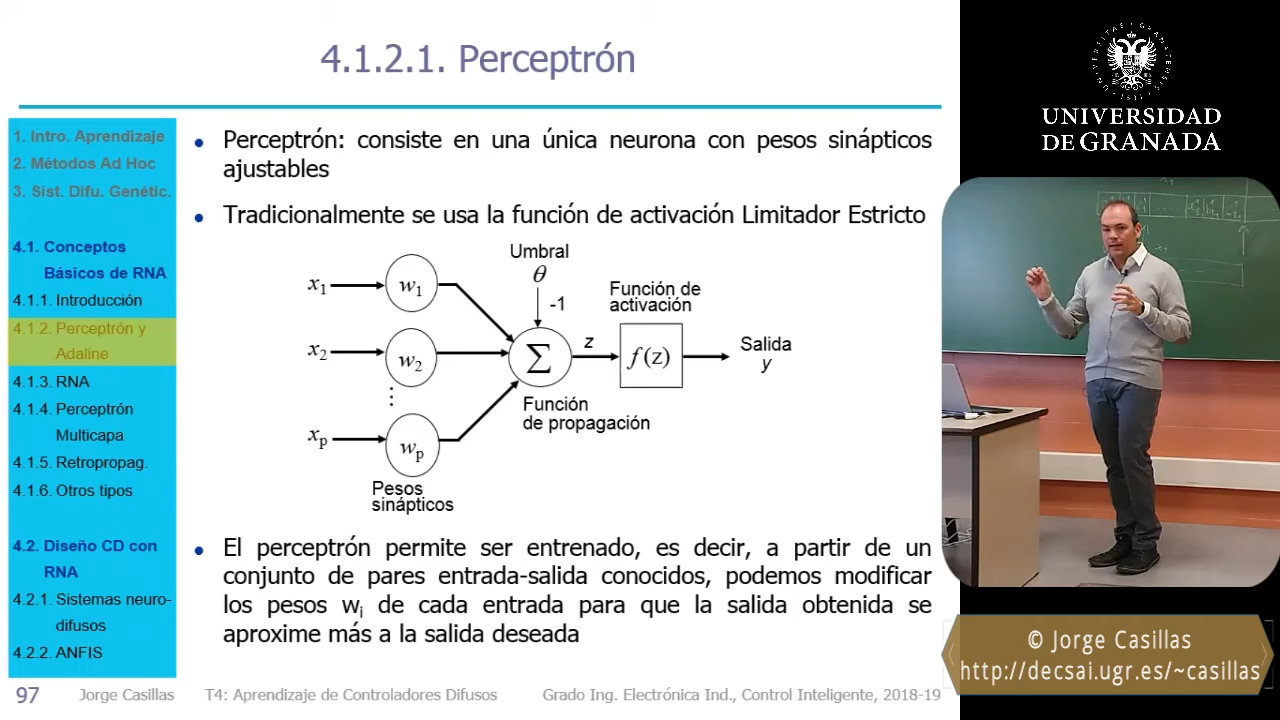 4.1.2.1. Perceptrón
1. Intro. Aprendizaje
2. Métodos Ad Hoc
3. Sist. Difu. Genétic.
4.1. Conceptos
Básicos de RNA
4.1.1. Introducción
4.1.2. Perceptrón y
Adaline
4.1.3. RNA
4.1.4. Perceptrón
Multicapa
4.1.5. Retropropag.
4.1.6. Otros tipos
4.2. Diseño CD con
RNA
4.2.1. Sistemas neuro-
difusos
4.2.2. ANFIS
• Perceptrón: consiste en una única neurona con pesos sinápticos
ajustables
• Tradicionalmente se usa la función de activación Limitador Estricto
Umbral
θ
-1
x₁
w₁
x₂
w₂
⋮
xₚ
wₚ
Pesos
sinápticos
Σ
Función
de propagación
z
Función de
activación
f(z)
Salida
y
• El perceptrón permite ser entrenado, es decir, a partir de un
conjunto de pares entrada-salida conocidos, podemos modificar
los pesos wᵢ de cada entrada para que la salida obtenida se
aproxime más a la salida deseada
97
Jorge Casillas
T4: Aprendizaje de Controladores Difusos
Grado Ing. Electrónica Ind., Control Inteligente, 2018-19
UNIVERSIDAD
DE GRANADA
© Jorge Casillas
http://decsai.ugr.es/~casillas